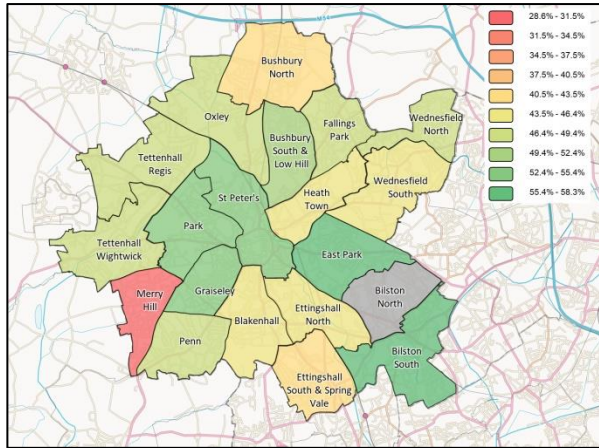 28.6% - 31.5%
31.5% - 34.5%
34.5% - 37.5%
37.5% - 40.5%
40.5% - 43.5%
43.5% - 46.4%
46.4% - 49.4%
49.4% - 52.4%
52.4% - 55.4%
55.4% - 58.3%
Bushbury
North
Oxley
Fallings
Park
Wednesfield
North
Bushbury
South &
Low Hill
Tettenhall
Regis
Heath
Town
Wednesfield
South
St Peter's
Park
Tettenhall
Wightwick
East Park
Merry
Hill
Graiseley
Bilston
North
Ettingshall
North
Blakenhall
Penn
Bilston
South
Ettingshall
South & Spring
Vale